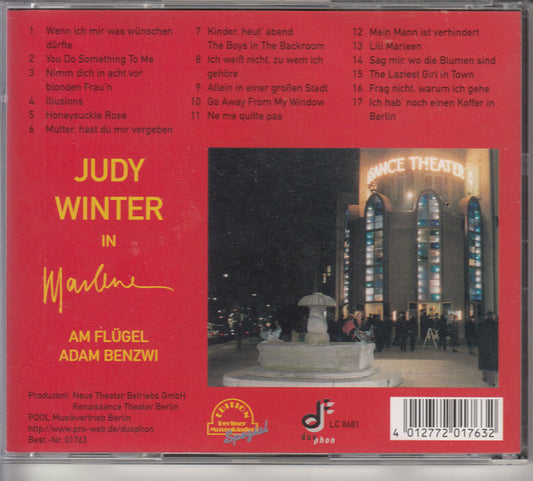 1 Wenn ich mir was wünschen
dürfte
2 You Do Something To Me
3 Nimm dich in acht vor
blonden Frau'n
4 Illusions
5 Honeysuckle Rose
6 Mutter, hast du mir vergeben
7 Kinder, heut' abend
The Boys in The Backroom
8 Ich weiß nicht, zu wem ich
gehöre
9 Allein in einer großen Stadt
10 Go Away From My Window
11 Ne me quitte pas
12 Mein Mann ist verhindert
13 Lili Marleen
14 Sag mir, wo die Blumen sind
15 The Laziest Girl in Town
16 Frag nicht, warum ich gehe
17 Ich hab' noch einen Koffer in
Berlin
JUDY
WINTER
IN
Marlene
AM FLÜGEL
ADAM BENZWI
SSANCE THEATER
Produzent: Neue Theater Betriebs GmbH
Renaissance Theater Berlin
POOL Musikvertrieb Berlin
http://www.pro-web.de/duophon
Best.-Nr. 01763
EDITION
Berliner
Musenkinder
Spezial
duophon
LC 8681
4 012772 017632